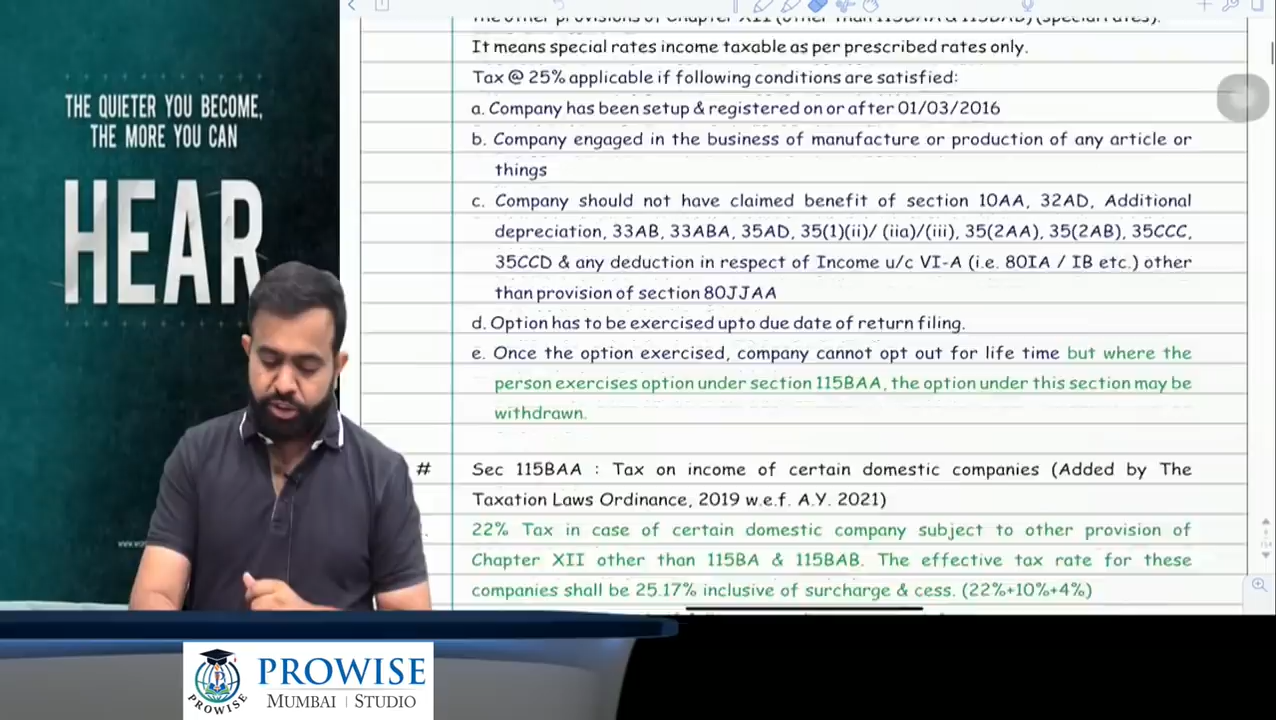 THE QUIETER YOU BECOME,
THE MORE YOU CAN
HEAR
It means special rates income taxable as per prescribed rates only.
Tax @ 25% applicable if following conditions are satisfied:
a. Company has been setup & registered on or after 01/03/2016
b. Company engaged in the business of manufacture or production of any article or
things
c. Company should not have claimed benefit of section 10AA, 32AD, Additional
depreciation, 33AB, 33ABA, 35AD, 35(1)(ii)/ (iia)/(iii), 35(2AA), 35(2AB), 35CCC,
35CCD & any deduction in respect of Income u/c VI-A (i.e. 80IA / IB etc.) other
than provision of section 80JJAA
d. Option has to be exercised upto due date of return filing.
e. Once the option exercised, company cannot opt out for life time but where the
person exercises option under section 115BAA, the option under this section may be
withdrawn.
# Sec 115BAA : Tax on income of certain domestic companies (Added by The
Taxation Laws Ordinance, 2019 w.e.f. A.Y. 2021)
22% Tax in case of certain domestic company subject to other provision of
Chapter XII other than 115BA & 115BAB. The effective tax rate for these
companies shall be 25.17% inclusive of surcharge & cess. (22%+10%+4%)
PROWISE
PROWISE
MUMBAI | STUDIO